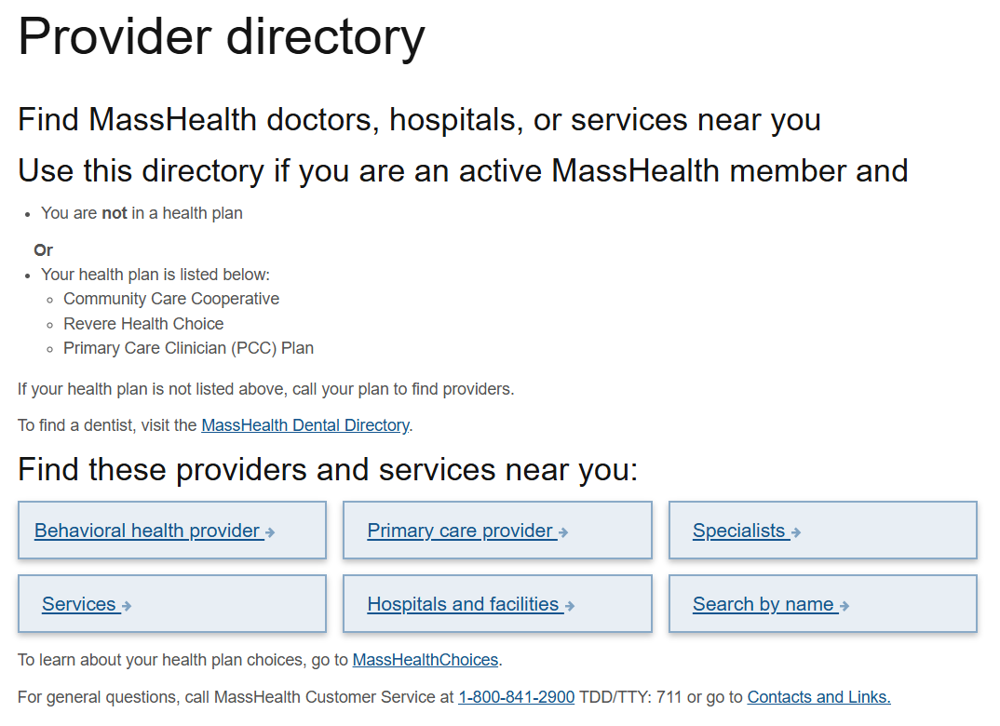 Provider directory
Find MassHealth doctors, hospitals, or services near you
Use this directory if you are an active MassHealth member and
• You are not in a health plan
Or
• Your health plan is listed below:
◦ Community Care Cooperative
◦ Revere Health Choice
◦ Primary Care Clinician (PCC) Plan
If your health plan is not listed above, call your plan to find providers.
To find a dentist, visit the MassHealth Dental Directory.
Find these providers and services near you:
Behavioral health provider →
Primary care provider →
Specialists →
Services →
Hospitals and facilities →
Search by name →
To learn about your health plan choices, go to MassHealthChoices.
For general questions, call MassHealth Customer Service at 1-800-841-2900 TDD/TTY: 711 or go to Contacts and Links.